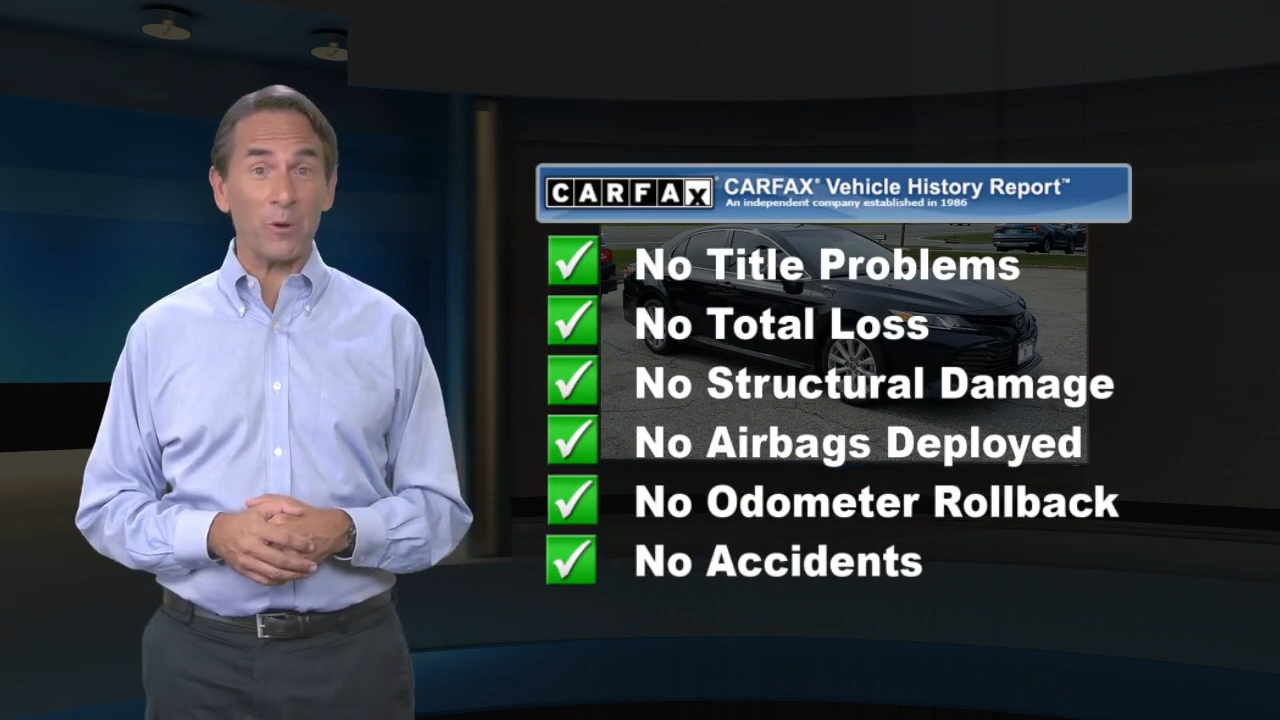 CARFAX® CARFAX® Vehicle History Report™
An independent company established in 1986
No Title Problems
No Total Loss
No Structural Damage
No Airbags Deployed
No Odometer Rollback
No Accidents